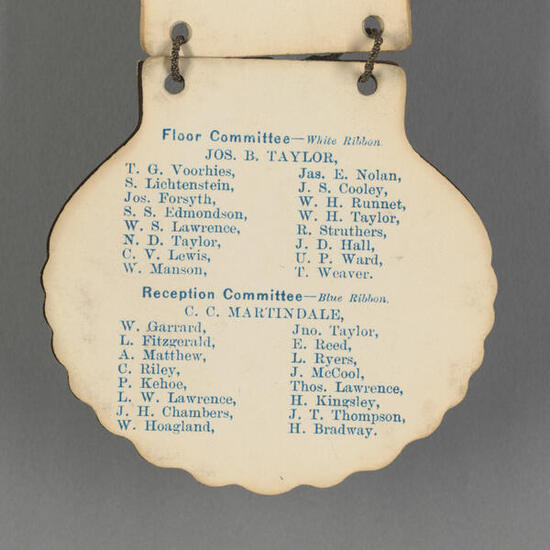 Floor Committee—White Ribbon.
JOS. B. TAYLOR,
T. G. Voorhies,
S. Lichtenstein,
Jos. Forsyth,
S. S. Edmondson,
W. S. Lawrence,
N. D. Taylor,
C. V. Lewis,
W. Manson,
Jas. E. Nolan,
J. S. Cooley,
W. H. Runnet,
W. H. Taylor,
R. Struthers,
J. D. Hall,
U. P. Ward,
T. Weaver.
Reception Committee—Blue Ribbon.
C. C. MARTINDALE,
W. Garrard,
L. Fitzgerald,
A. Matthew,
C. Riley,
P. Kehoe,
L. W. Lawrence,
J. H. Chambers,
W. Hoagland,
Jno. Taylor,
E. Reed,
L. Ryers,
J. McCool,
Thos. Lawrence,
H. Kingsley,
J. T. Thompson,
H. Bradway.